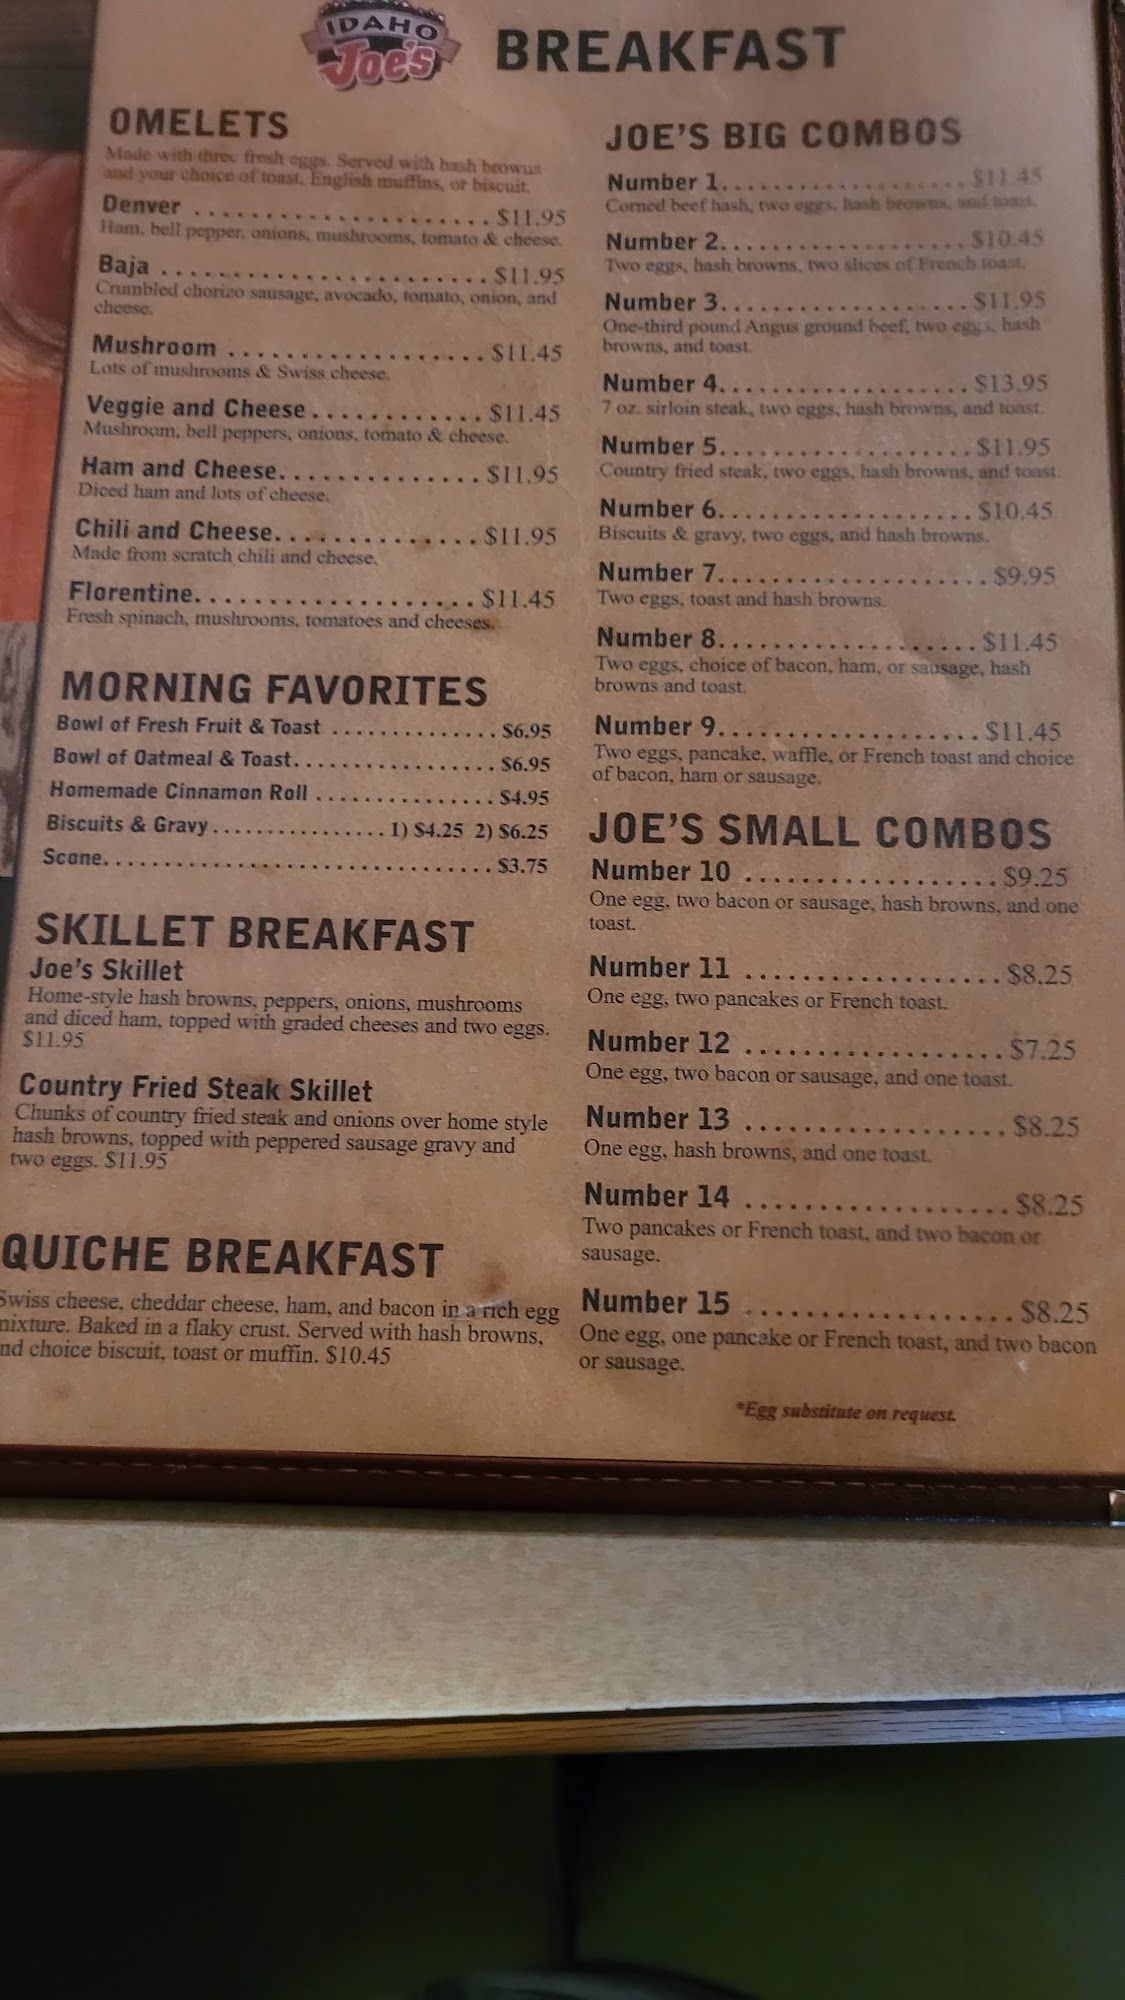 IDAHO
Joe's
BREAKFAST
OMELETS
Made with three fresh eggs. Served with hash browns
and your choice of toast, English muffins, or biscuit.
Denver ..................... $11.95
Ham, bell pepper, onions, mushrooms, tomato & cheese.
Baja ....................... $11.95
Crumbled chorizo sausage, avocado, tomato, onion, and
cheese.
Mushroom .................. $11.45
Lots of mushrooms & Swiss cheese.
Veggie and Cheese ............ $11.45
Mushroom, bell peppers, onions, tomato & cheese.
Ham and Cheese.............. $11.95
Diced ham and lots of cheese.
Chili and Cheese.............. $11.95
Made from scratch chili and cheese.
Florentine................... $11.45
Fresh spinach, mushrooms, tomatoes and cheeses.
MORNING FAVORITES
Bowl of Fresh Fruit & Toast ............. $6.95
Bowl of Oatmeal & Toast................ $6.95
Homemade Cinnamon Roll .............. $4.95
Biscuits & Gravy ................ 1) $4.25 2) $6.25
Scone............................... $3.75
SKILLET BREAKFAST
Joe's Skillet
Home-style hash browns, peppers, onions, mushrooms
and diced ham, topped with graded cheeses and two eggs.
$11.95
Country Fried Steak Skillet
Chunks of country fried steak and onions over home style
hash browns, topped with peppered sausage gravy and
two eggs. $11.95
QUICHE BREAKFAST
Swiss cheese, cheddar cheese, ham, and bacon in a rich egg
mixture. Baked in a flaky crust. Served with hash browns,
nd choice biscuit, toast or muffin. $10.45
JOE'S BIG COMBOS
Number 1................... $11.45
Corned beef hash, two eggs, hash browns, and toast.
Number 2................... $10.45
Two eggs, hash browns, two slices of French toast.
Number 3................... $11.95
One-third pound Angus ground beef, two eggs, hash
browns, and toast.
Number 4................... $13.95
7 oz. sirloin steak, two eggs, hash browns, and toast.
Number 5................... $11.95
Country fried steak, two eggs, hash browns, and toast.
Number 6................... $10.45
Biscuits & gravy, two eggs, and hash browns.
Number 7.................... $9.95
Two eggs, toast and hash browns.
Number 8................... $11.45
Two eggs, choice of bacon, ham, or sausage, hash
browns and toast.
Number 9................... $11.45
Two eggs, pancake, waffle, or French toast and choice
of bacon, ham or sausage.
JOE'S SMALL COMBOS
Number 10 .................. $9.25
One egg, two bacon or sausage, hash browns, and one
toast.
Number 11 .................. $8.25
One egg, two pancakes or French toast.
Number 12 .................. $7.25
One egg, two bacon or sausage, and one toast.
Number 13 .................. $8.25
One egg, hash browns, and one toast.
Number 14 .................. $8.25
Two pancakes or French toast, and two bacon or
sausage.
Number 15 .................. $8.25
One egg, one pancake or French toast, and two bacon
or sausage.
*Egg substitute on request.